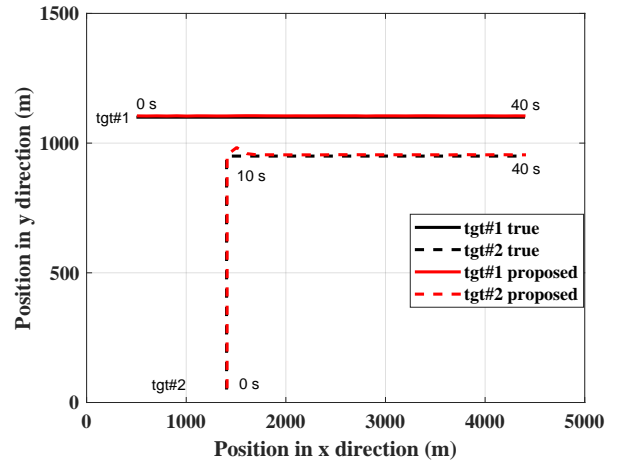 1500
1000
500
0
Position in y direction (m)
0 s
40 s
tgt#1
10 s
40 s
tgt#1 true
tgt#2 true
tgt#1 proposed
tgt#2 proposed
tgt#2
0 s
0
1000
2000
3000
4000
5000
Position in x direction (m)